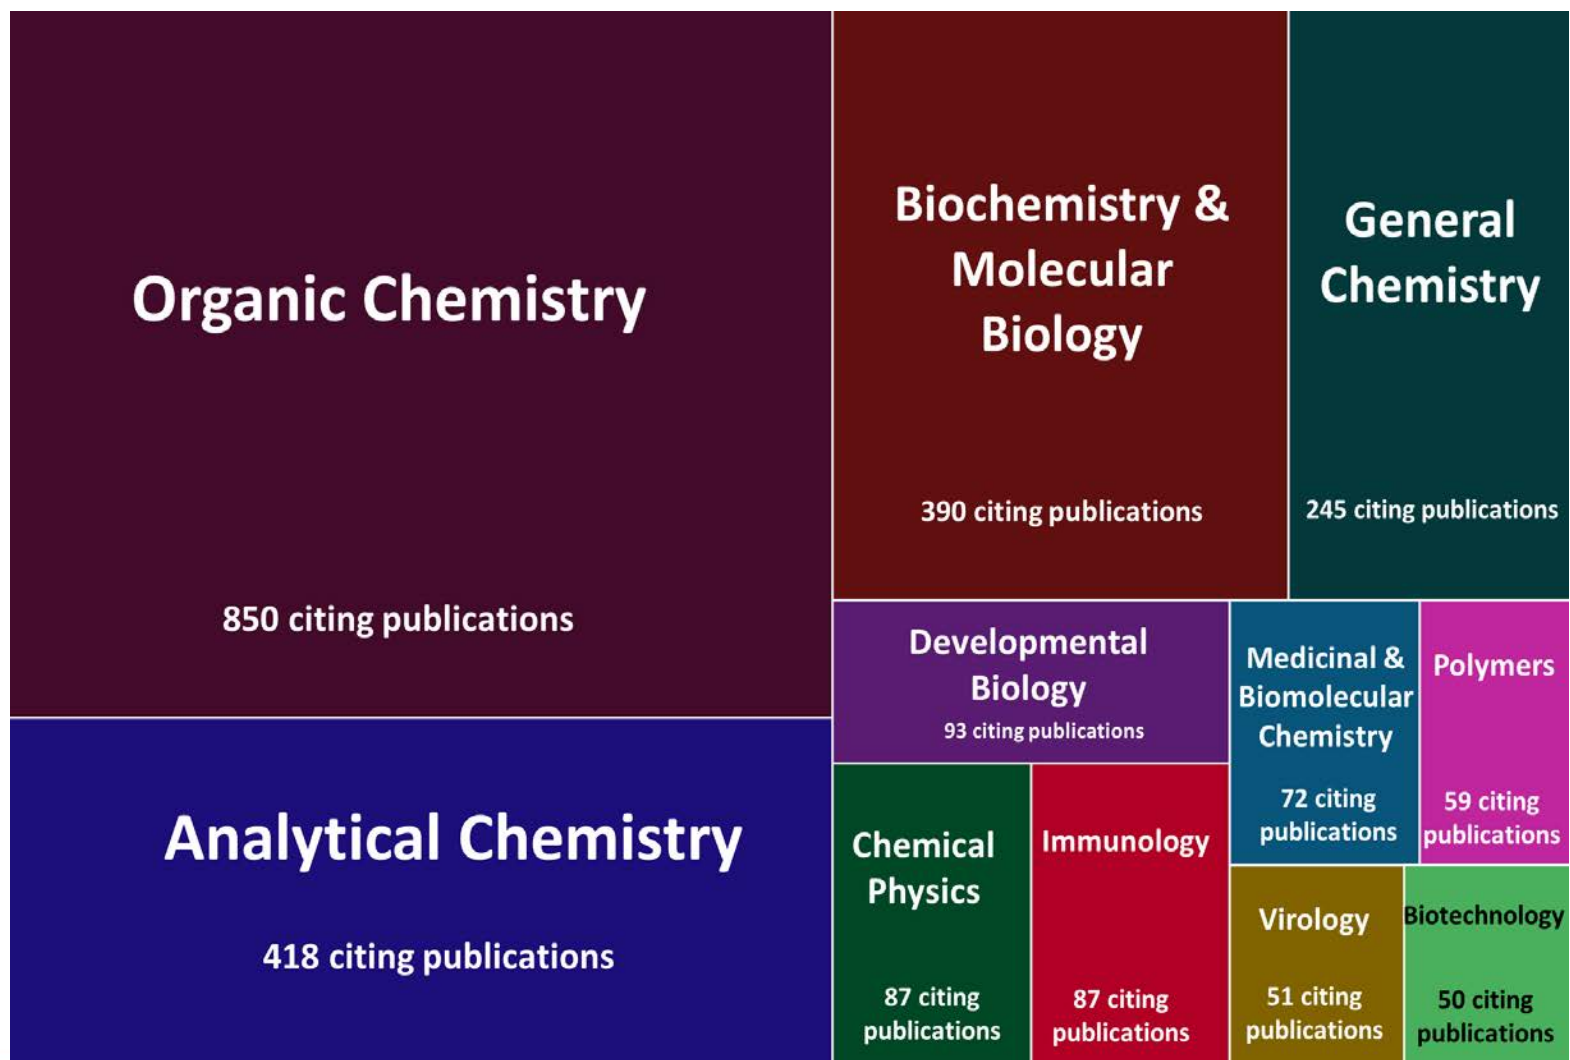 Organic Chemistry
850 citing publications
Analytical Chemistry
418 citing publications
Biochemistry &
Molecular
Biology
390 citing publications
General
Chemistry
245 citing publications
Developmental
Biology
93 citing publications
Chemical
Physics
87 citing
publications
Immunology
87 citing
publications
Medicinal &
Biomolecular
Chemistry
72 citing
publications
Polymers
59 citing
publications
Virology
51 citing
publications
Biotechnology
50 citing
publications